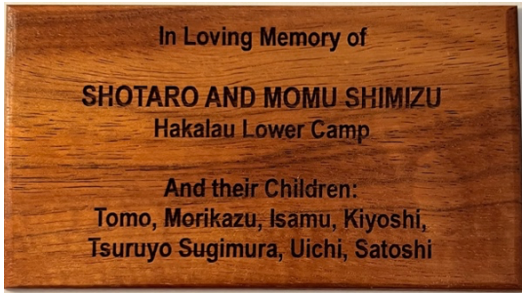 In Loving Memory of
SHOTARO AND MOMU SHIMIZU
Hakalau Lower Camp
And their Children:
Tomo, Morikazu, Isamu, Kiyoshi,
Tsuruyo Sugimura, Uichi, Satoshi